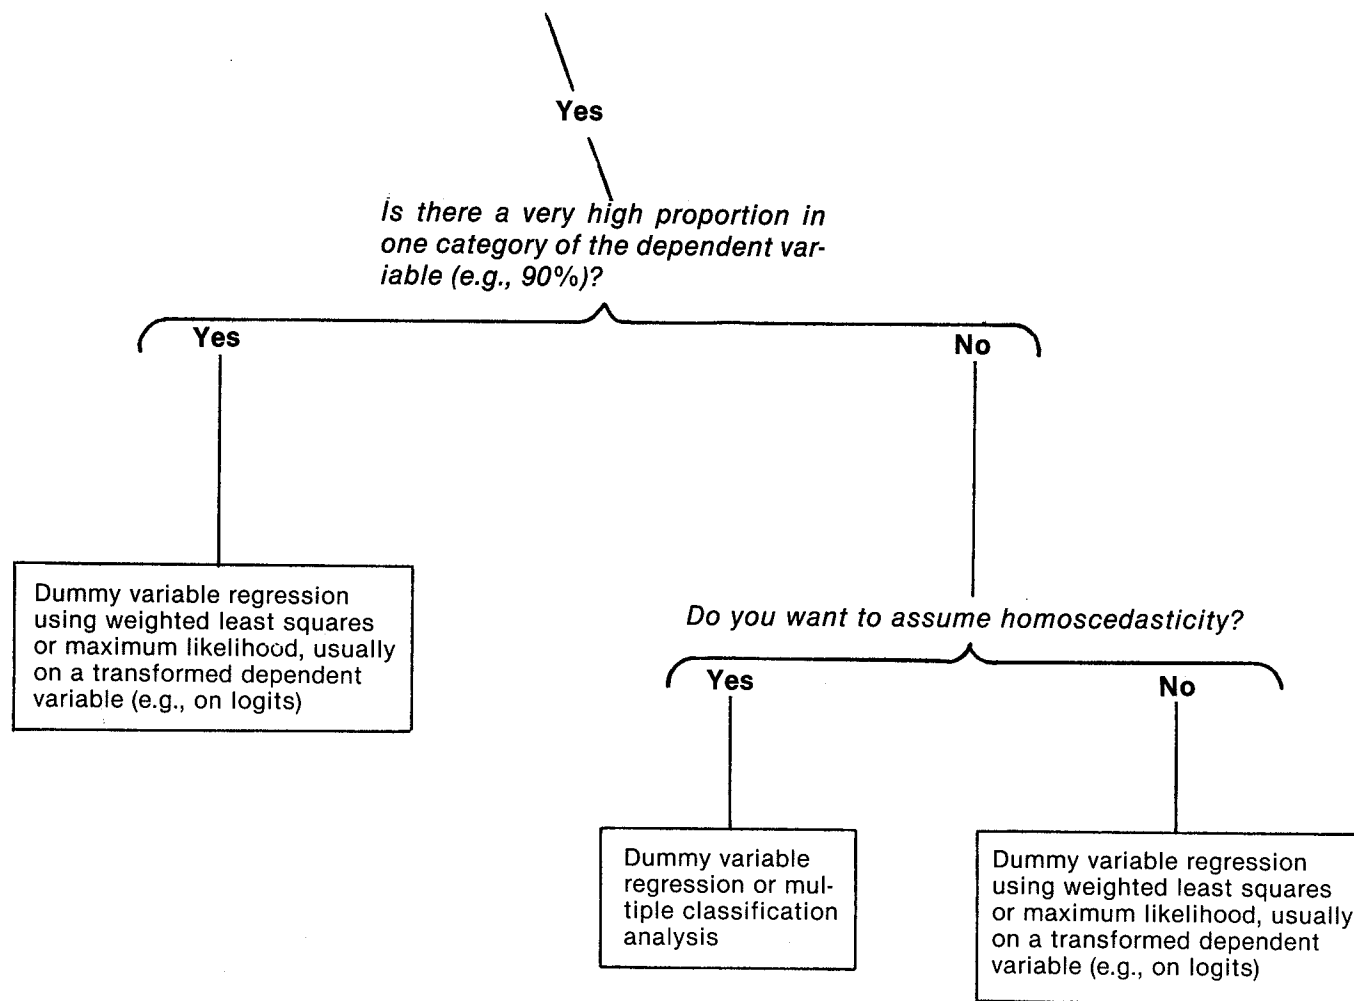 Yes
Is there a very high proportion in
one category of the dependent var-
iable (e.g., 90%)?
Yes
No
Dummy variable regression
using weighted least squares
or maximum likelihood, usually
on a transformed dependent
variable (e.g., on logits)
Do you want to assume homoscedasticity?
Yes
No
Dummy variable
regression or mul-
tiple classification
analysis
Dummy variable regression
using weighted least squares
or maximum likelihood, usually
on a transformed dependent
variable (e.g., on logits)